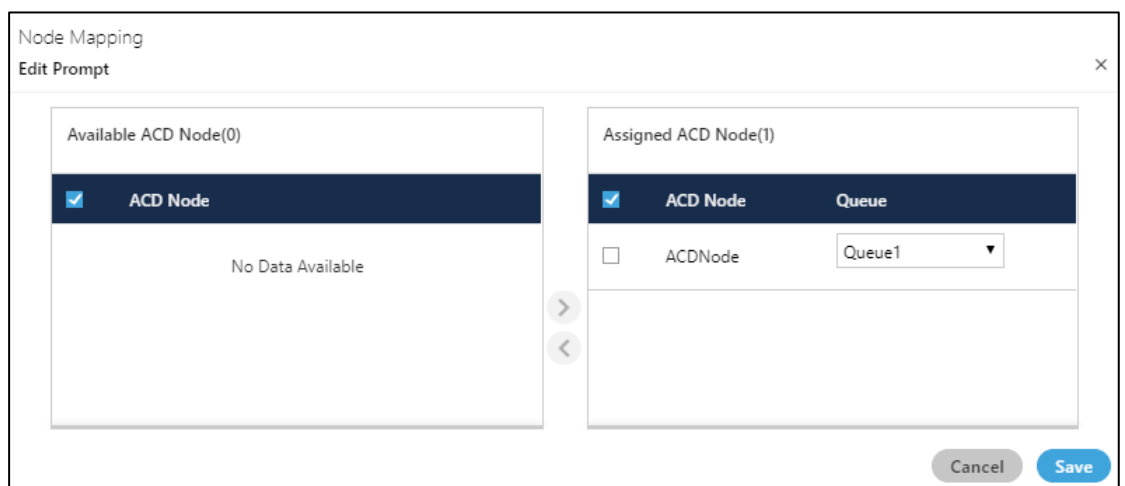 Node Mapping
Edit Prompt
Available ACD Node(0)
ACD Node
No Data Available
Assigned ACD Node(1)
ACD Node Queue
ACDNode Queue1
Cancel Save